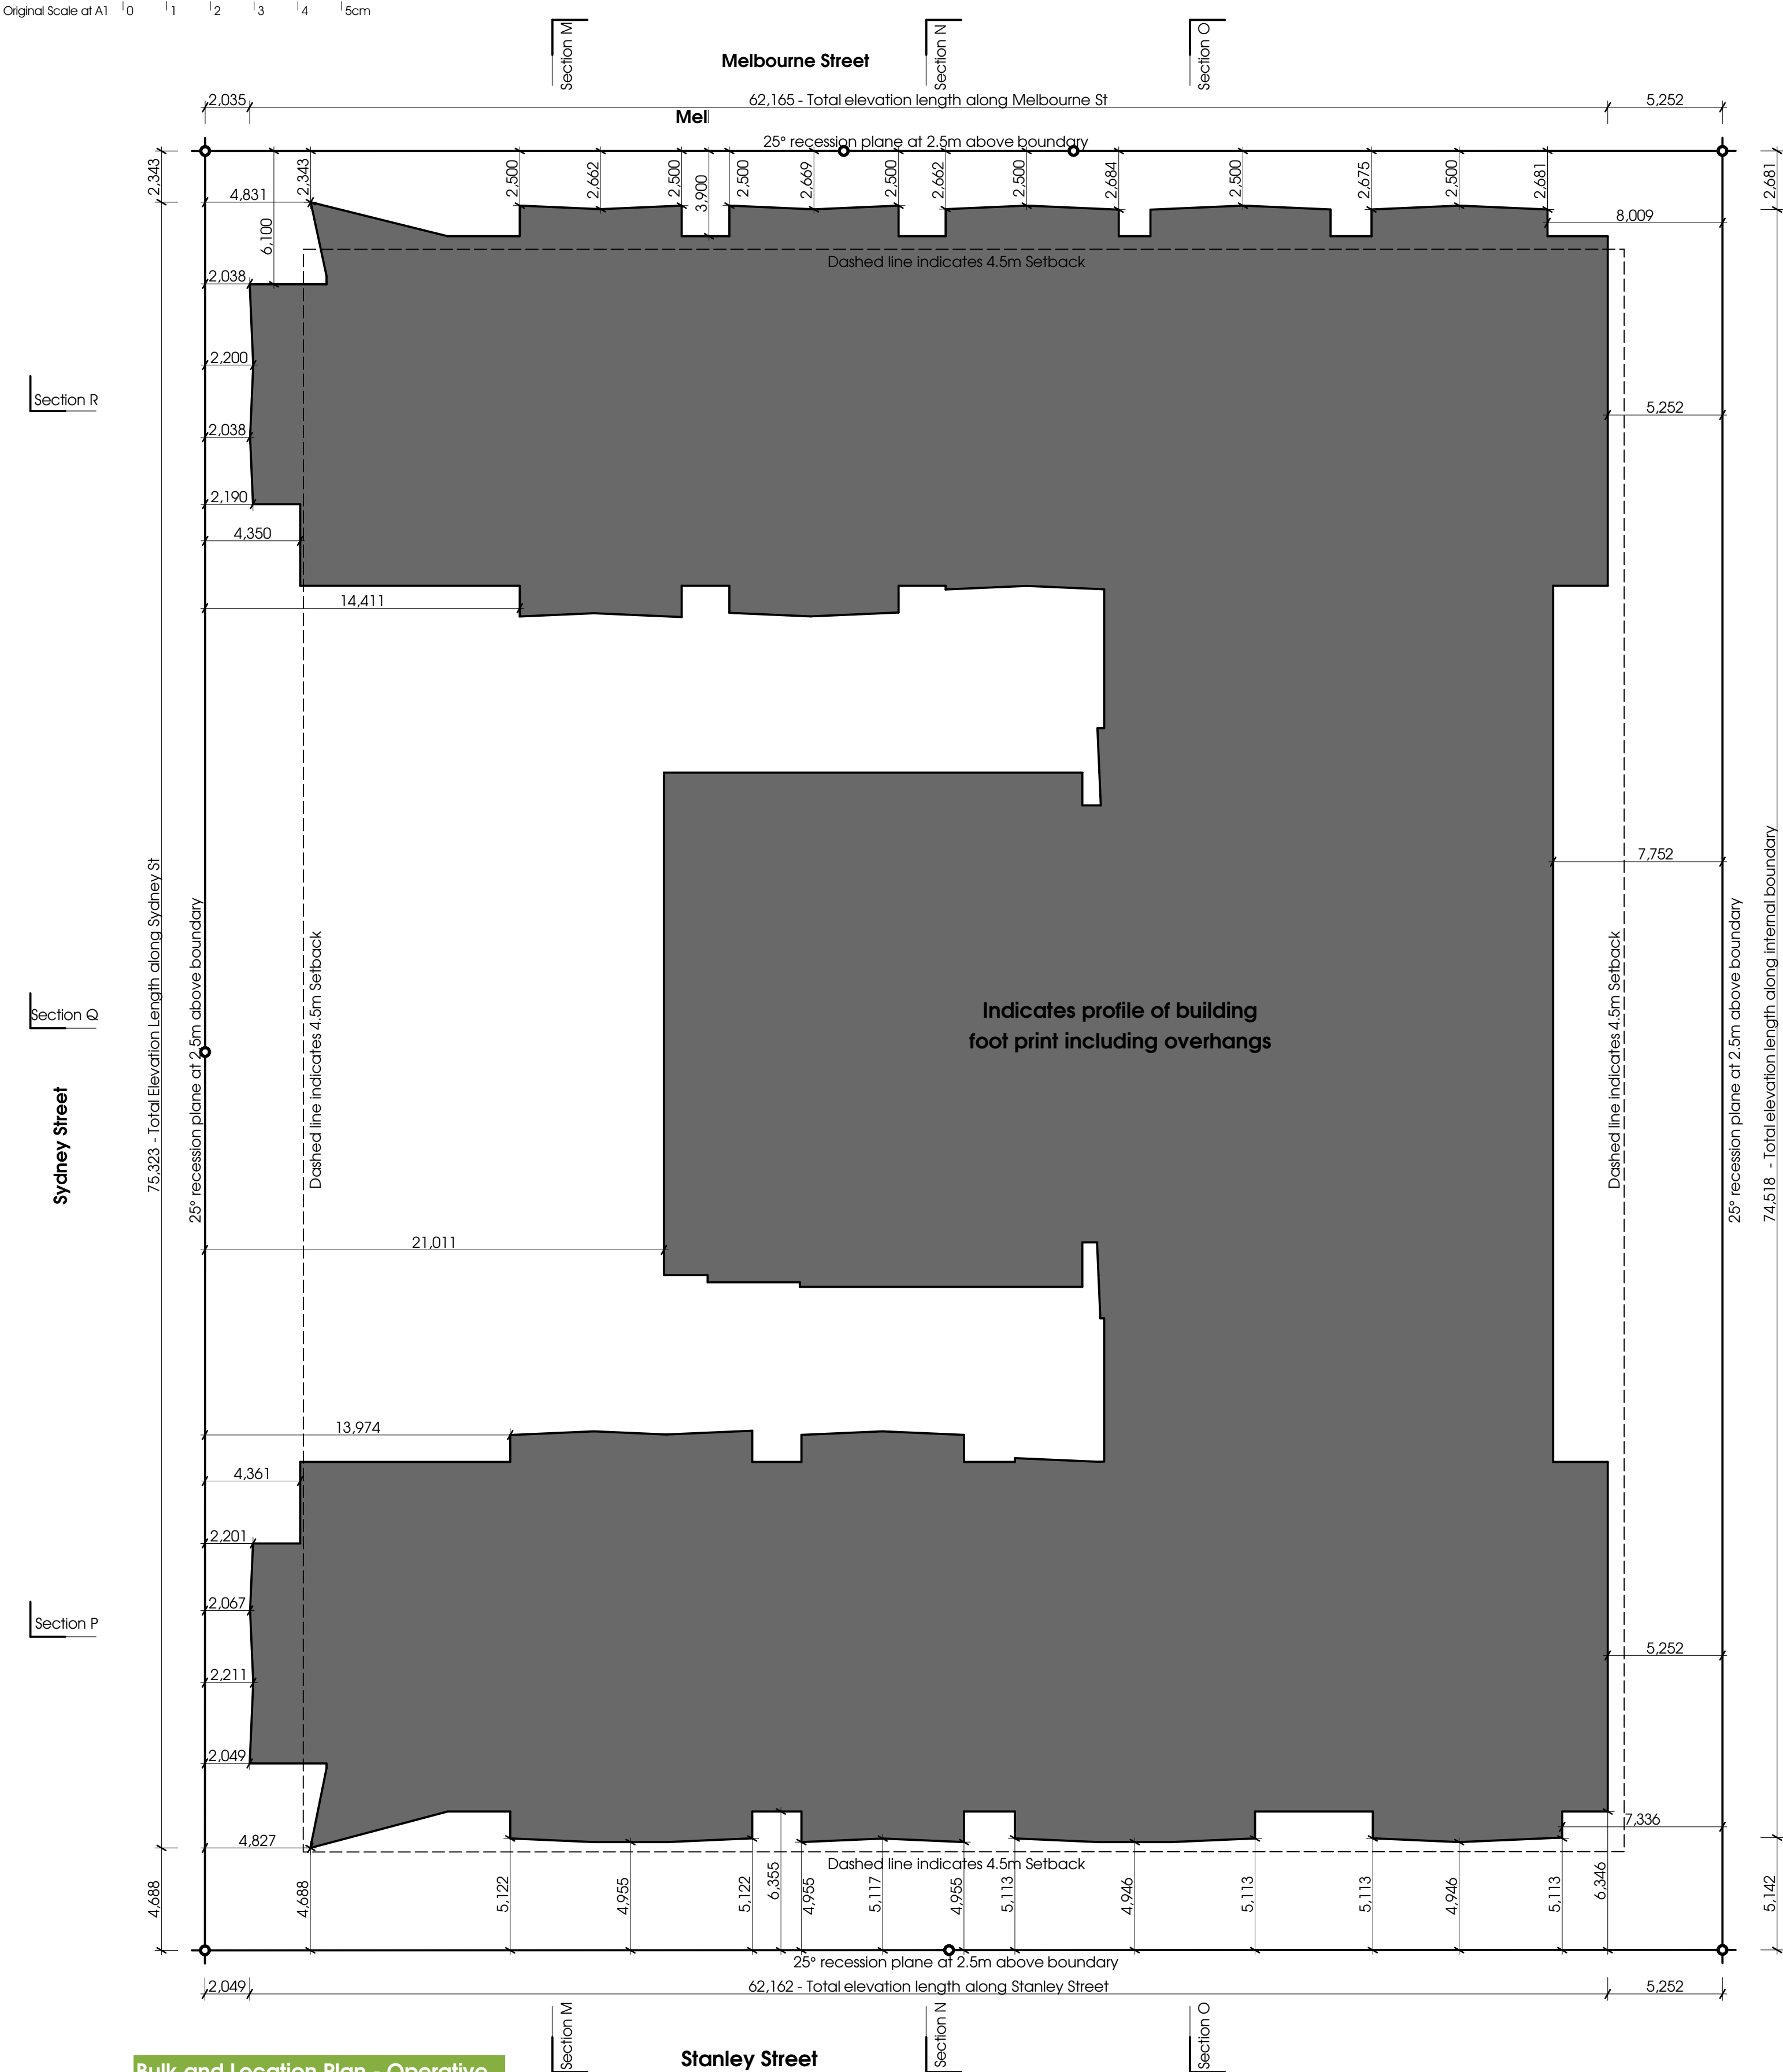 Original Scale at A1 0 1 2 3 4 5cm
Section M
Section N
Section O
Melbourne Street
2,035
62,165 - Total elevation length along Melbourne St
5,252
Mel
25° recession plane at 2.5m above boundary
2,343
4,831
2,343
6,100
2,500
2,662
2,500
3,900
2,500
2,669
2,500
2,662
2,500
2,684
2,500
2,675
2,500
2,681
8,009
2,681
Dashed line indicates 4.5m Setback
2,038
2,200
Section R
2,038
5,252
2,190
4,350
14,411
7,752
75,323 - Total Elevation Length along Sydney St
25° recession plane at 2.5m above boundary
Dashed line indicates 4.5m Setback
Dashed line indicates 4.5m Setback
25° recession plane at 2.5m above boundary
74,518 - Total elevation length along internal boundary
Section Q
Indicates profile of building
foot print including overhangs
Sydney Street
21,011
13,974
4,361
2,201
2,067
Section P
2,211
5,252
2,049
4,827
7,336
Dashed line indicates 4.5m Setback
4,688
4,688
5,122
4,955
5,122
6,355
4,955
5,117
4,955
5,113
4,946
5,113
5,113
4,946
5,113
6,346
5,142
25° recession plane at 2.5m above boundary
2,049
62,162 - Total elevation length along Stanley Street
5,252
Section M
Section N
Section O
Stanley Street
Bulk and Location Plan - Operative